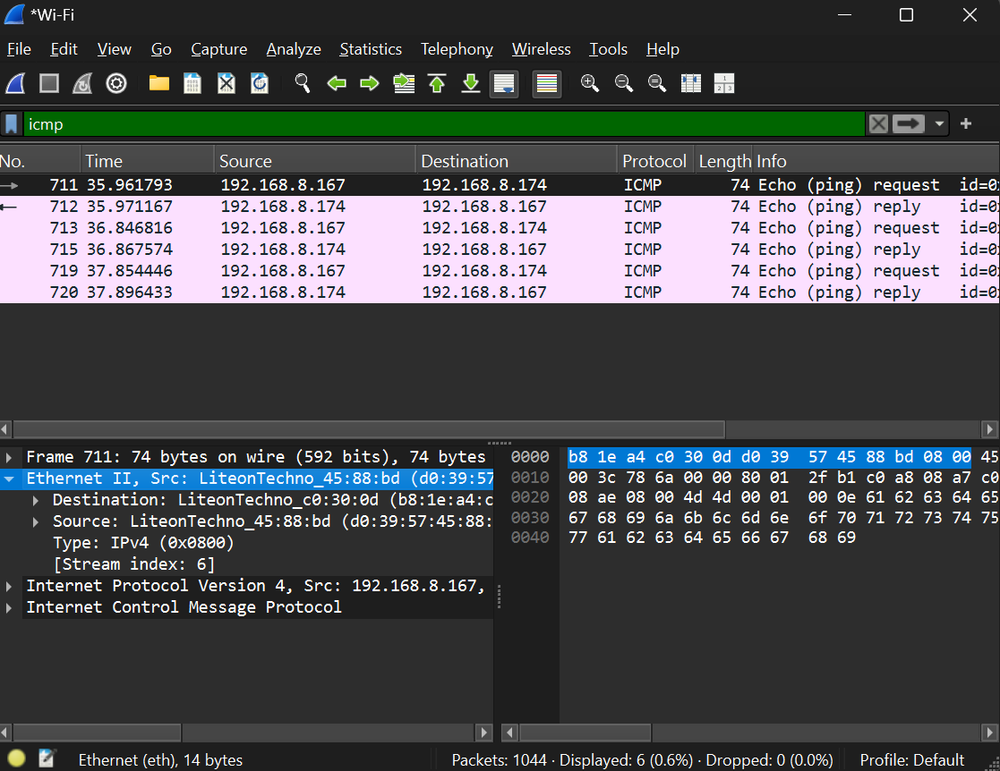 *Wi-Fi
File Edit View Go Capture Analyze Statistics Telephony Wireless Tools Help
icmp
No. Time Source Destination Protocol Length Info
711 35.961793 192.168.8.167 192.168.8.174 ICMP 74 Echo (ping) request id=0
712 35.971167 192.168.8.174 192.168.8.167 ICMP 74 Echo (ping) reply id=0
713 36.846816 192.168.8.167 192.168.8.174 ICMP 74 Echo (ping) request id=0
715 36.867574 192.168.8.174 192.168.8.167 ICMP 74 Echo (ping) reply id=0
719 37.854446 192.168.8.167 192.168.8.174 ICMP 74 Echo (ping) request id=0
720 37.896433 192.168.8.174 192.168.8.167 ICMP 74 Echo (ping) reply id=0
Frame 711: 74 bytes on wire (592 bits), 74 bytes
Ethernet II, Src: LiteonTechno_45:88:bd (d0:39:57
Destination: LiteonTechno_c0:30:0d (b8:1e:a4:c
Source: LiteonTechno_45:88:bd (d0:39:57:45:88:
Type: IPv4 (0x0800)
[Stream index: 6]
Internet Protocol Version 4, Src: 192.168.8.167,
Internet Control Message Protocol
0000 b8 1e a4 c0 30 0d d0 39 57 45 88 bd 08 00 45
0010 00 3c 78 6a 00 00 80 01 2f b1 c0 a8 08 a7 c0
0020 08 ae 08 00 4d 4d 00 01 00 0e 61 62 63 64 65
0030 67 68 69 6a 6b 6c 6d 6e 6f 70 71 72 73 74 75
0040 77 61 62 63 64 65 66 67 68 69
Ethernet (eth), 14 bytes
Packets: 1044 · Displayed: 6 (0.6%) · Dropped: 0 (0.0%)
Profile: Default